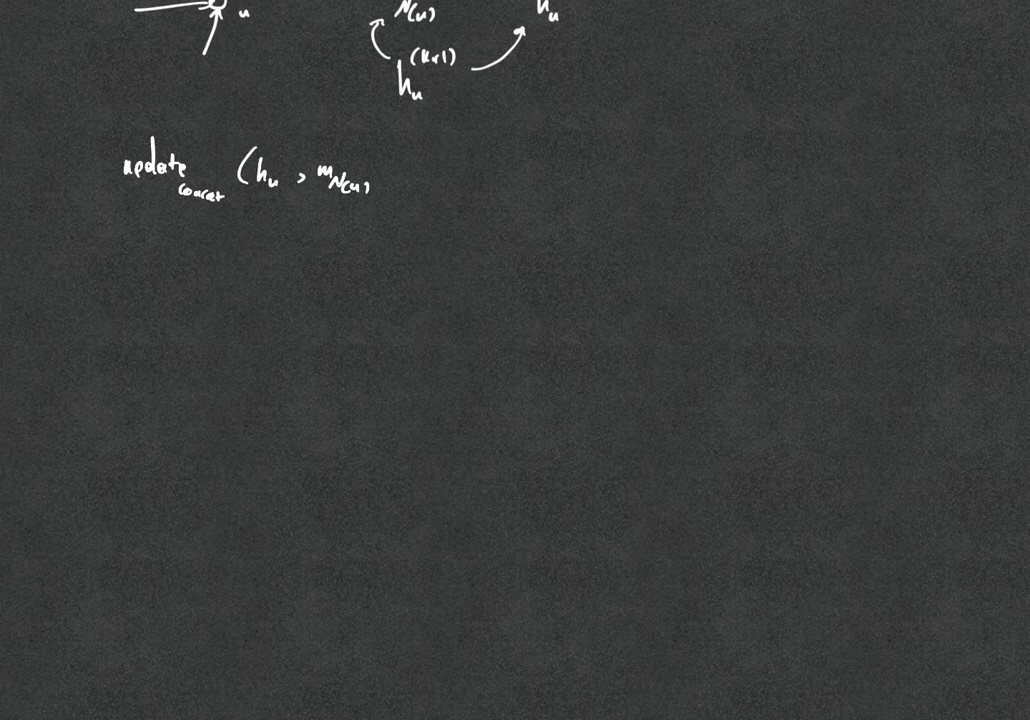 u N(u) h_u
h_u^(k+1)
update_concat (h_u , m_N(u)